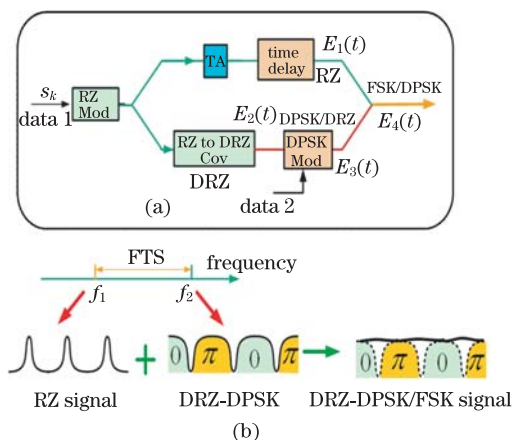 s_k
data 1
RZ
Mod
TA
time
delay
E_1(t)
RZ
FSK/DPSK
E_4(t)
E_2(t) DPSK/DRZ
RZ to DRZ
Cov
DRZ
DPSK
Mod
E_3(t)
data 2
(a)
FTS
frequency
f_1
f_2
0 π 0 π
0 π 0 π
RZ signal
DRZ-DPSK
DRZ-DPSK/FSK signal
(b)